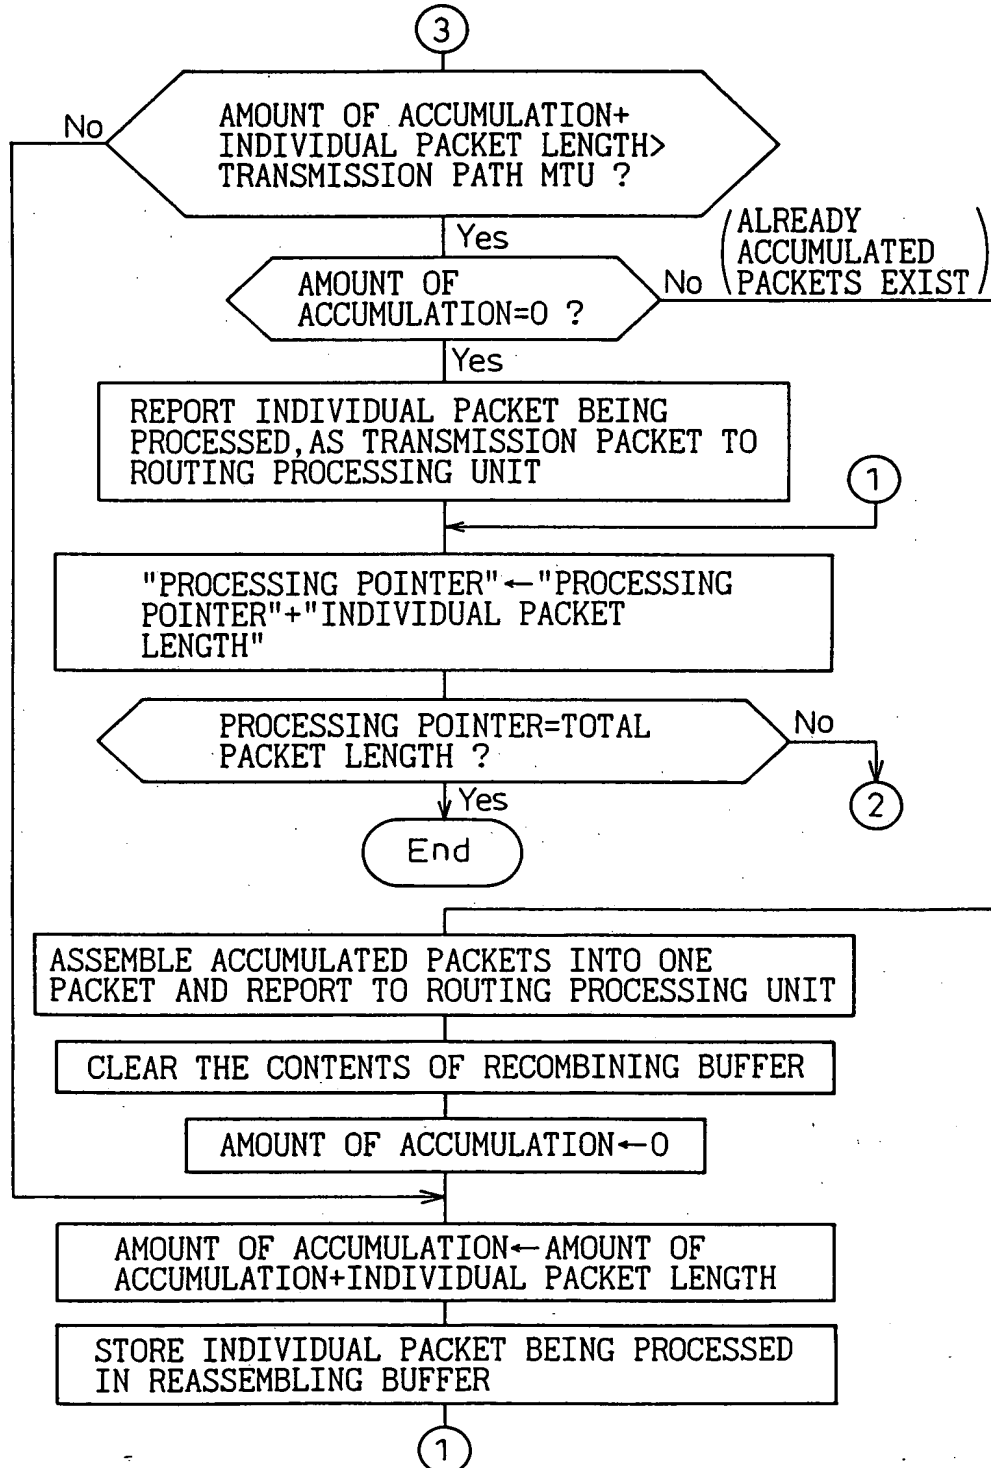 3
No
AMOUNT OF ACCUMULATION+
INDIVIDUAL PACKET LENGTH>
TRANSMISSION PATH MTU ?
Yes
(ALREADY
ACCUMULATED
PACKETS EXIST)
No
AMOUNT OF
ACCUMULATION=0 ?
Yes
REPORT INDIVIDUAL PACKET BEING
PROCESSED, AS TRANSMISSION PACKET TO
ROUTING PROCESSING UNIT
1
"PROCESSING POINTER"←"PROCESSING
POINTER"+"INDIVIDUAL PACKET
LENGTH"
PROCESSING POINTER=TOTAL
PACKET LENGTH ?
No
2
Yes
End
ASSEMBLE ACCUMULATED PACKETS INTO ONE
PACKET AND REPORT TO ROUTING PROCESSING UNIT
CLEAR THE CONTENTS OF RECOMBINING BUFFER
AMOUNT OF ACCUMULATION←0
AMOUNT OF ACCUMULATION←AMOUNT OF
ACCUMULATION+INDIVIDUAL PACKET LENGTH
STORE INDIVIDUAL PACKET BEING PROCESSED
IN REASSEMBLING BUFFER
1